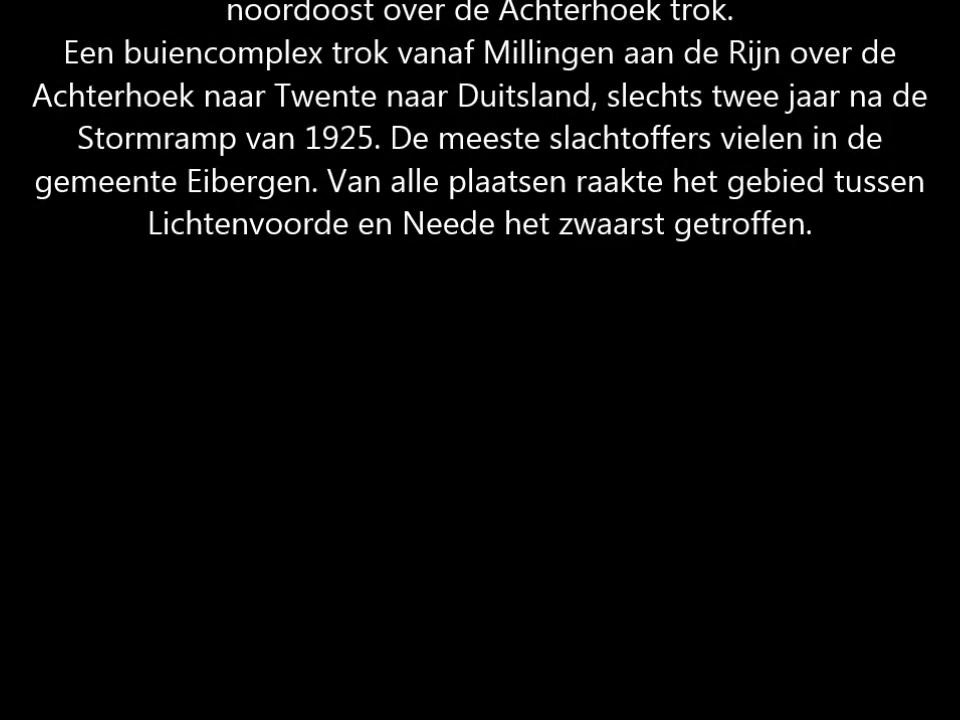 noordoost over de Achterhoek trok.
Een buiencomplex trok vanaf Millingen aan de Rijn over de
Achterhoek naar Twente naar Duitsland, slechts twee jaar na de
Stormramp van 1925. De meeste slachtoffers vielen in de
gemeente Eibergen. Van alle plaatsen raakte het gebied tussen
Lichtenvoorde en Neede het zwaarst getroffen.